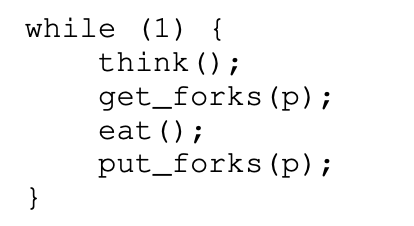 while (1) {
    think();
    get_forks(p);
    eat();
    put_forks(p);
}